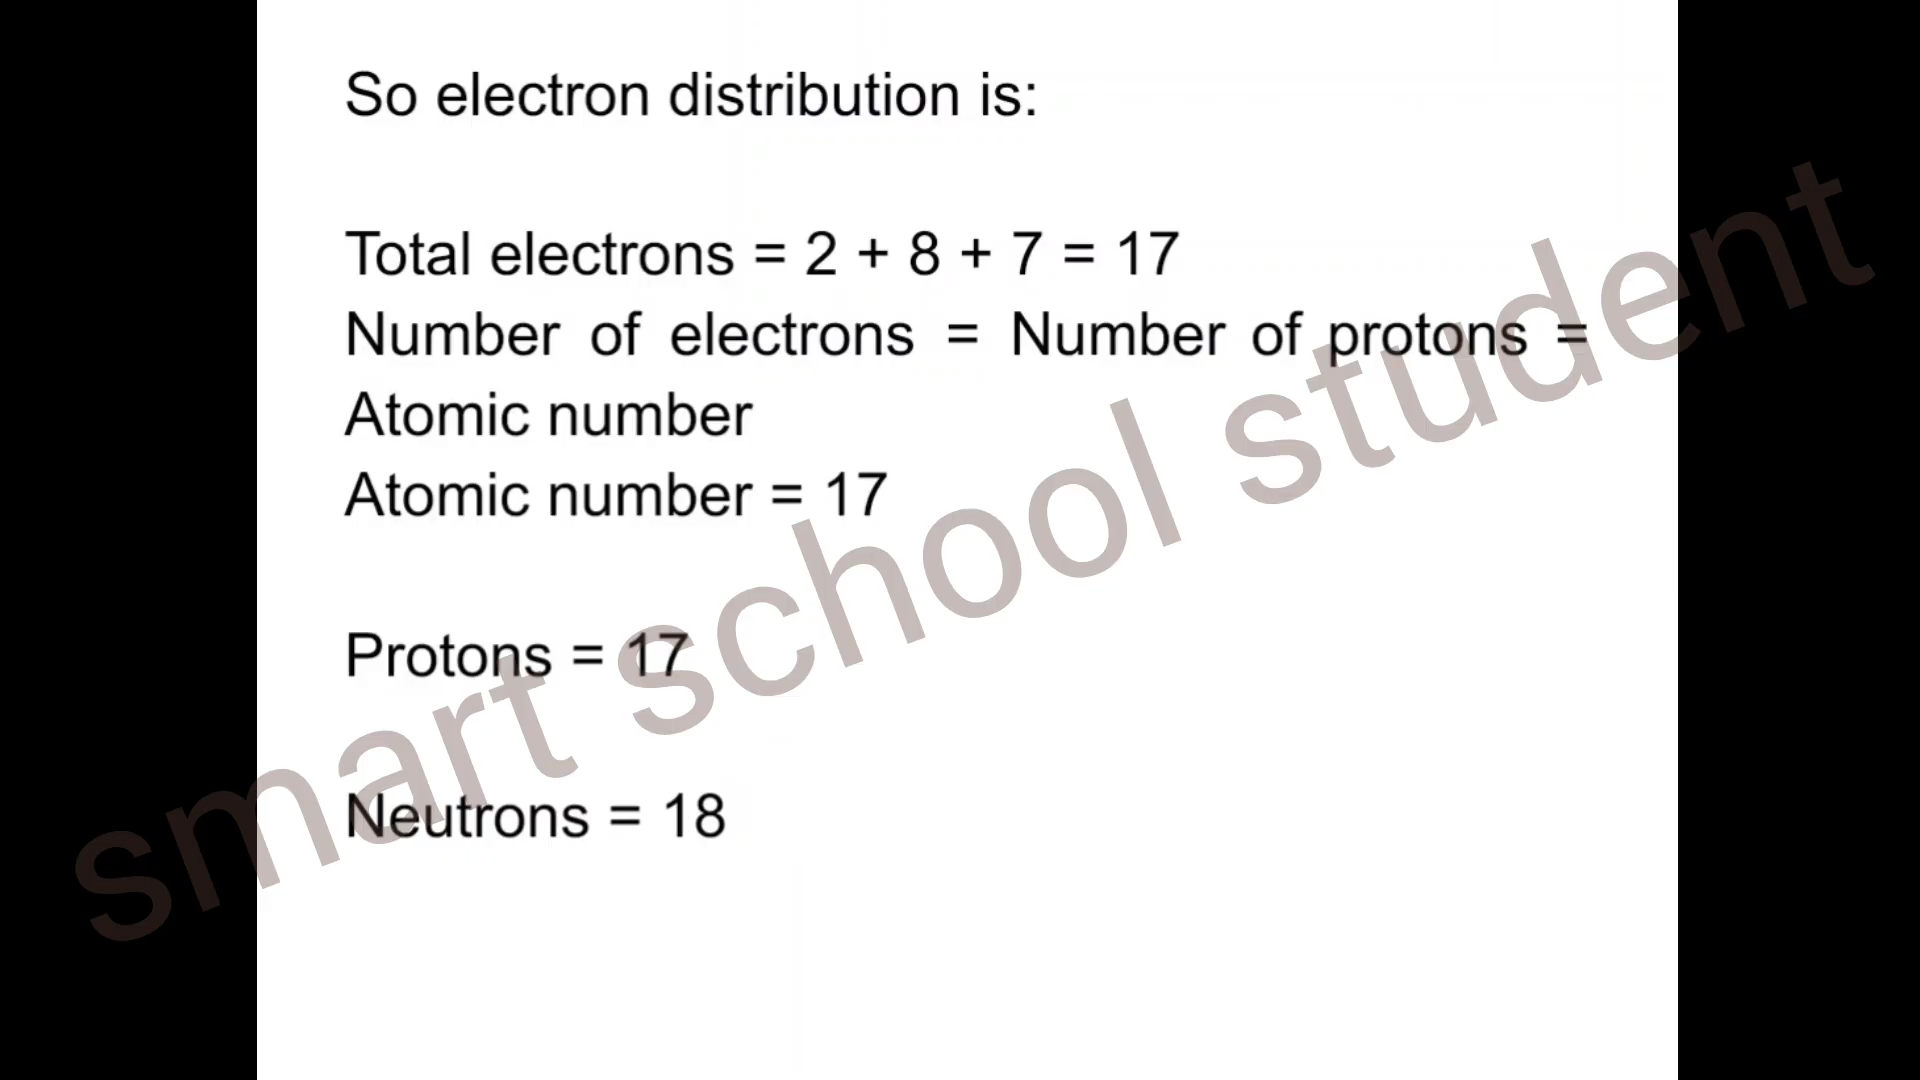 So electron distribution is:
Total electrons = 2 + 8 + 7 = 17
Number of electrons = Number of protons =
Atomic number
Atomic number = 17
Protons = 17
Neutrons = 18
smart school student